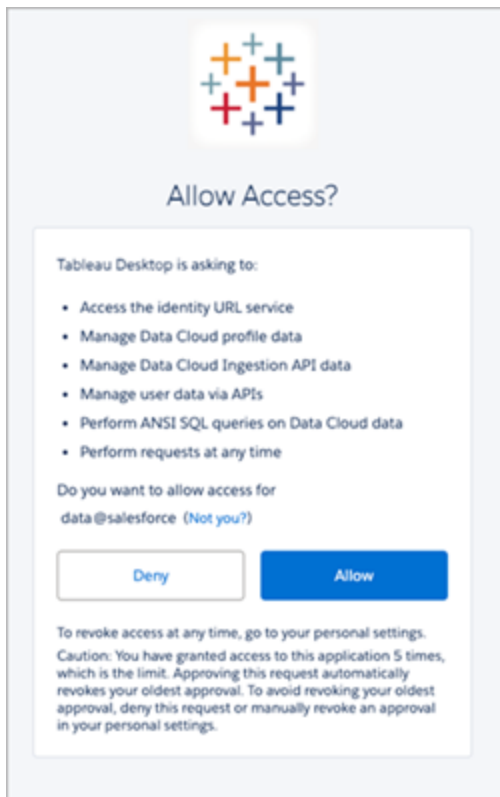 Allow Access?
Tableau Desktop is asking to:
• Access the identity URL service
• Manage Data Cloud profile data
• Manage Data Cloud Ingestion API data
• Manage user data via APIs
• Perform ANSI SQL queries on Data Cloud data
• Perform requests at any time
Do you want to allow access for
data@salesforce (Not you?)
Deny
Allow
To revoke access at any time, go to your personal settings.
Caution: You have granted access to this application 5 times,
which is the limit. Approving this request automatically
revokes your oldest approval. To avoid revoking your oldest
approval, deny this request or manually revoke an approval
in your personal settings.